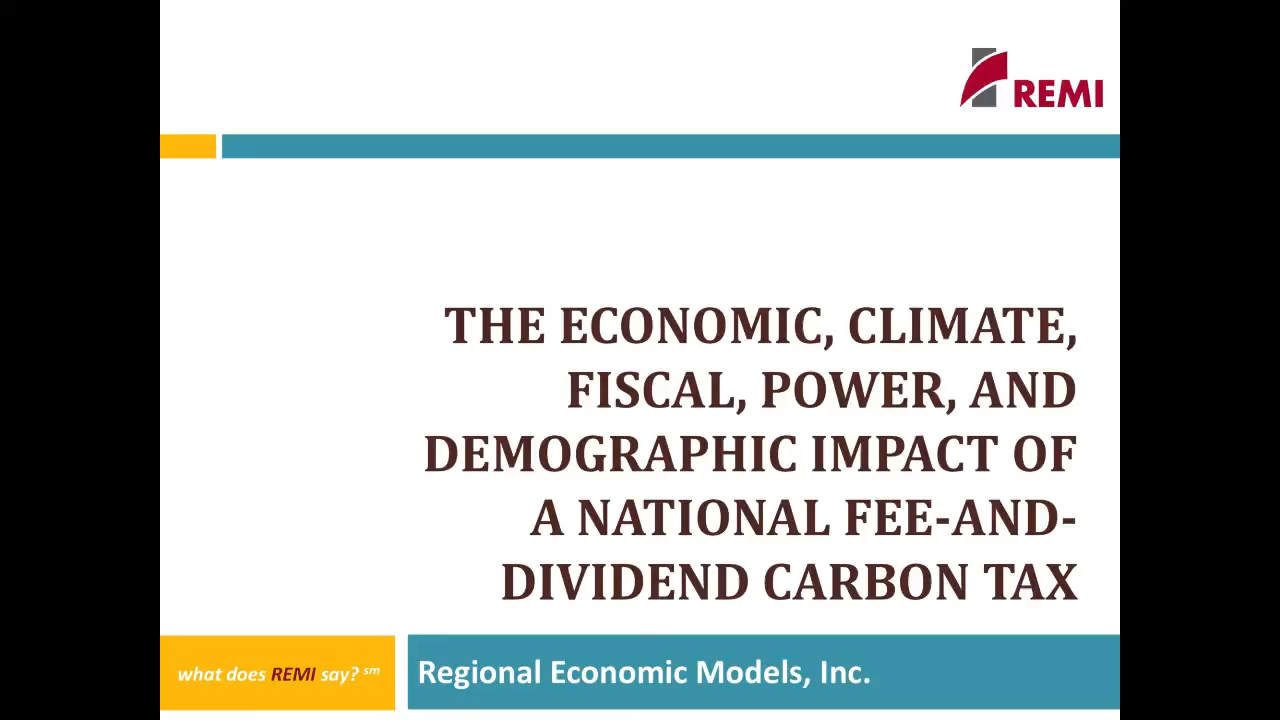 REMI
THE ECONOMIC, CLIMATE,
FISCAL, POWER, AND
DEMOGRAPHIC IMPACT OF
A NATIONAL FEE-AND-
DIVIDEND CARBON TAX
what does REMI say? sm
Regional Economic Models, Inc.